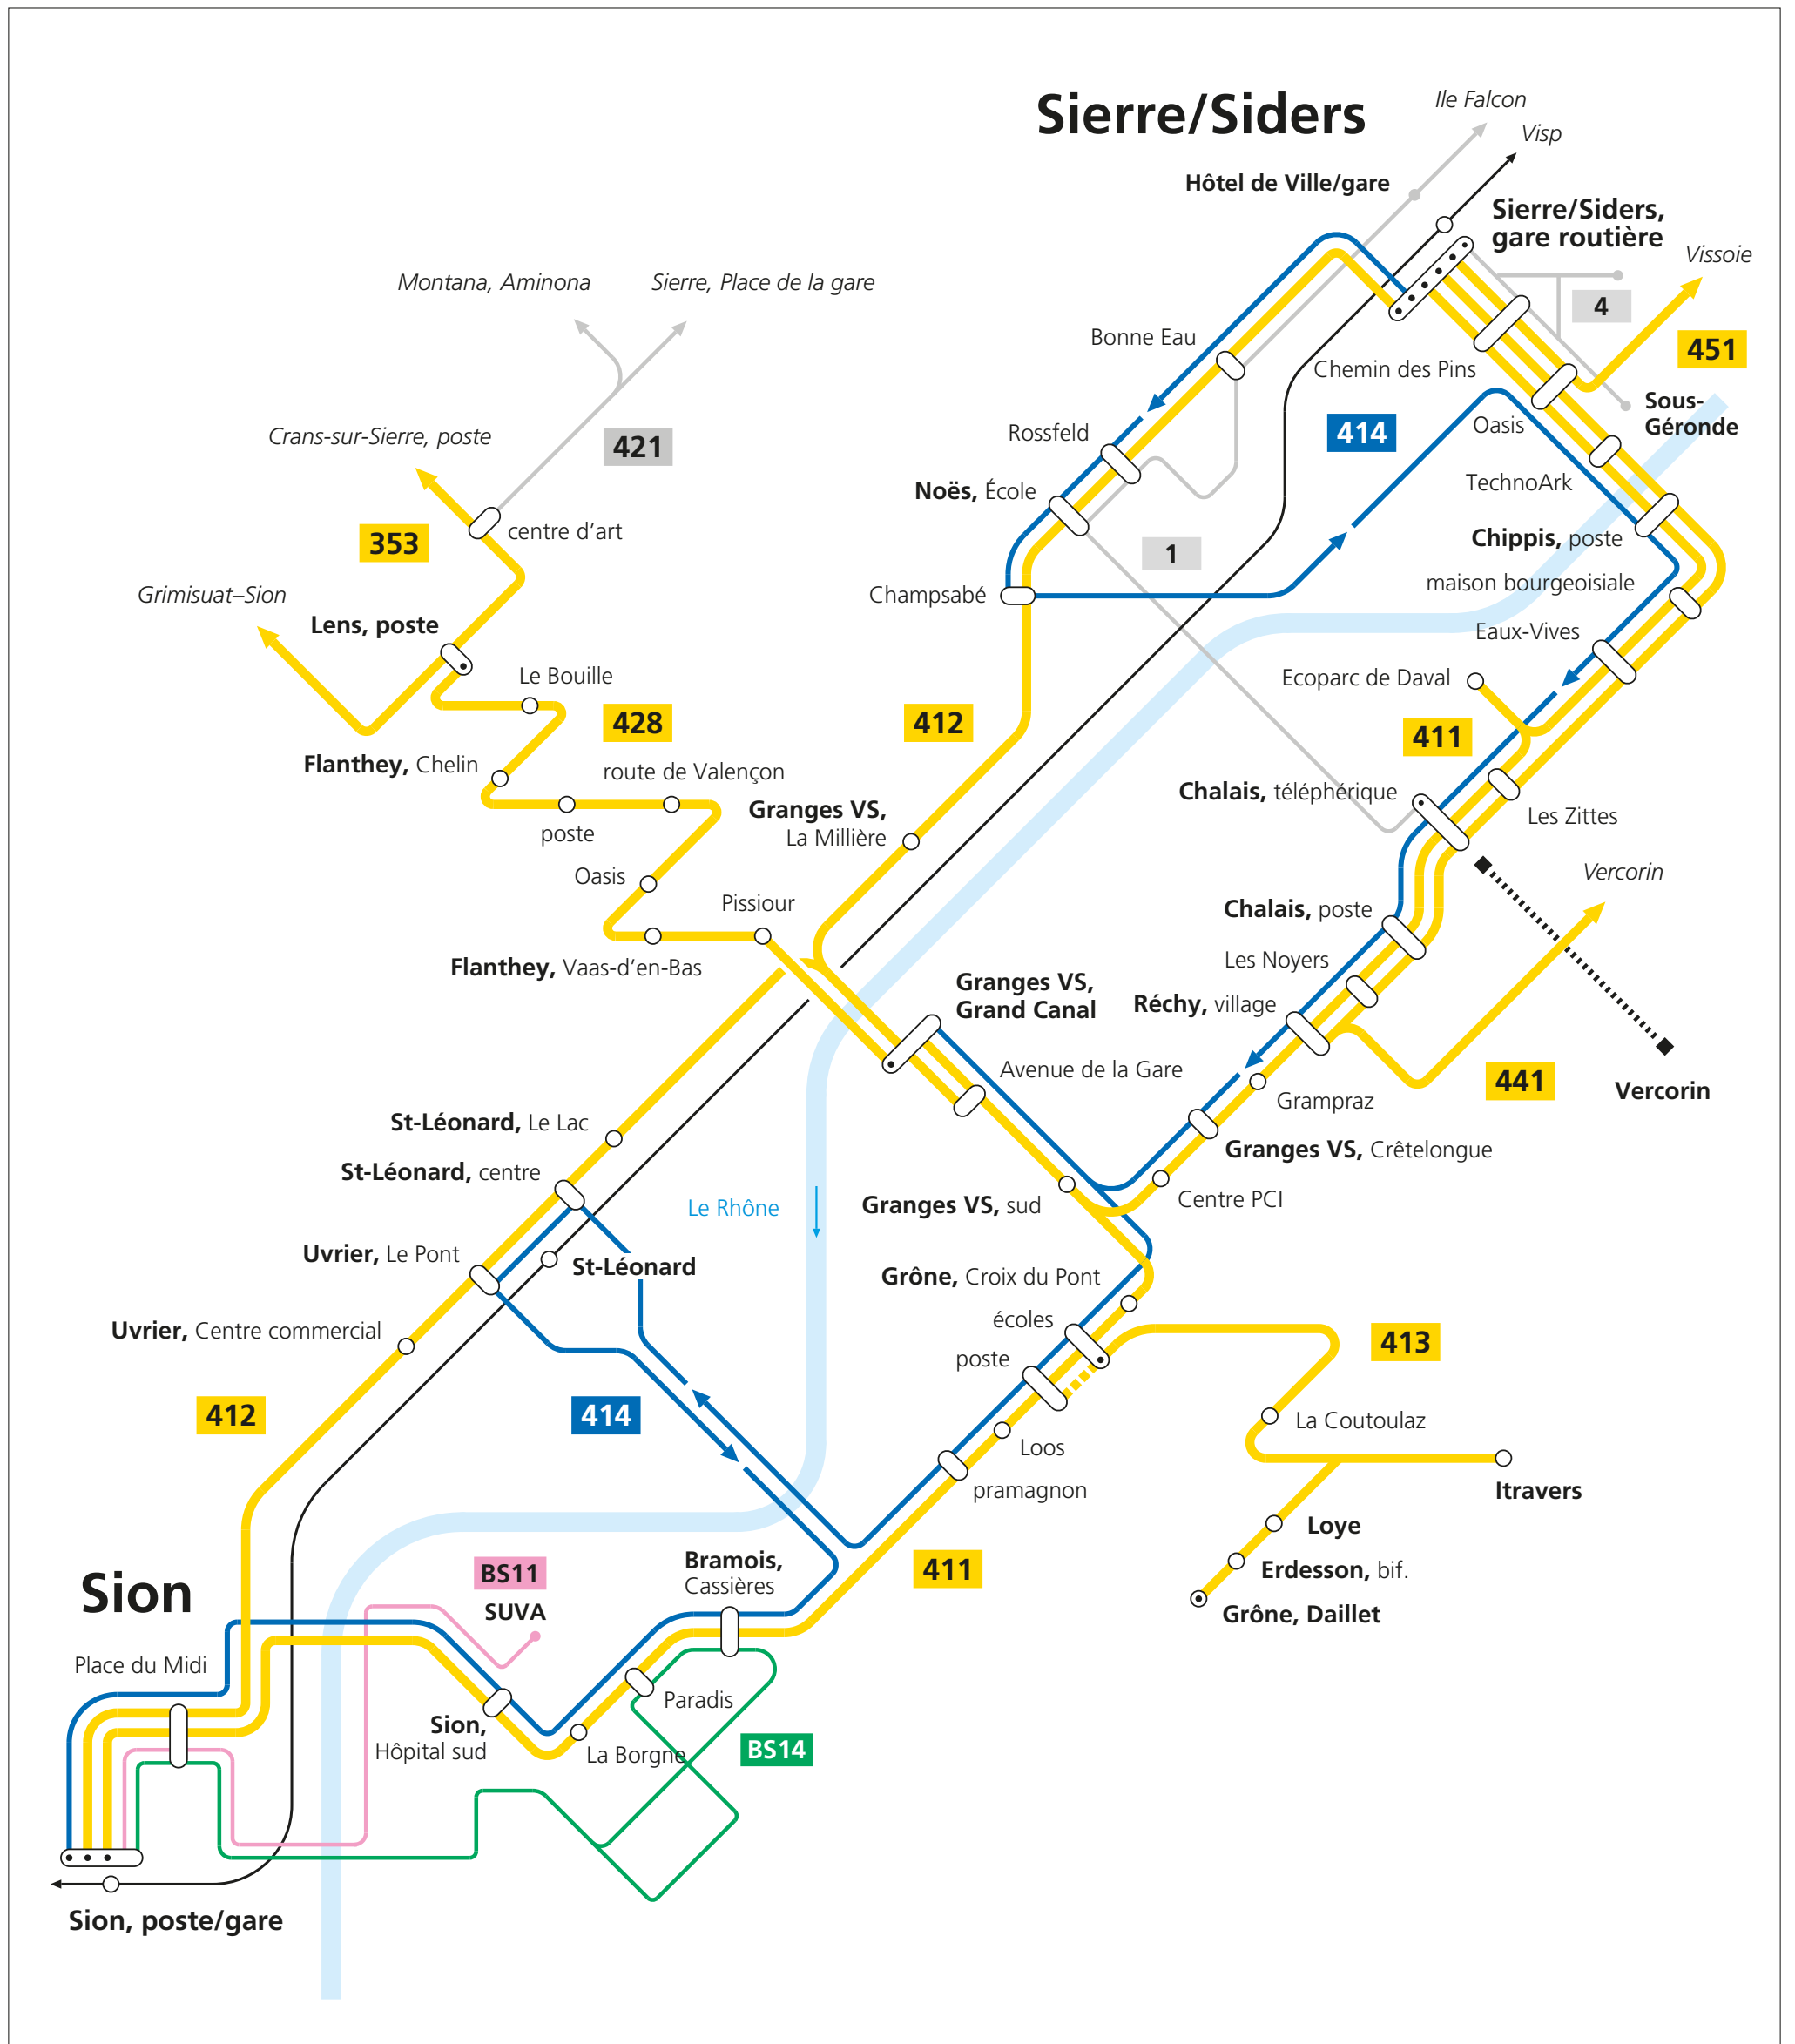 Ile Falcon
Sierre/Siders
Visp
Hôtel de Ville/gare
Sierre/Siders,
gare routière
Vissoie
Montana, Aminona
Sierre, Place de la gare
4
Bonne Eau
451
Chemin des Pins
Sous-
Géronde
Crans-sur-Sierre, poste
421
Rossfeld
414
Oasis
353
centre d’art
Noës, École
TechnoArk
1
Chippis, poste
Grimisuat–Sion
Champsabé
maison bourgeoisiale
Lens, poste
Eaux-Vives
Le Bouille
Ecoparc de Daval
428
412
411
Flanthey, Chelin
route de Valençon
Chalais, téléphérique
Granges VS,
La Millière
poste
Les Zittes
Oasis
Vercorin
Pissiour
Chalais, poste
Flanthey, Vaas-d’en-Bas
Les Noyers
Granges VS,
Grand Canal
Réchy, village
Avenue de la Gare
441
Vercorin
Grampraz
St-Léonard, Le Lac
Granges VS, Crêtelongue
St-Léonard, centre
Le Rhône
Granges VS, sud
Centre PCI
Uvrier, Le Pont
St-Léonard
Grône, Croix du Pont
écoles
Uvrier, Centre commercial
413
poste
412
414
La Coutoulaz
Loos
pramagnon
Itravers
Loye
Bramois,
Cassières
411
BS11
SUVA
Erdesson, bif.
Sion
Grône, Daillet
Place du Midi
Paradis
Sion,
Hôpital sud
La Borgne
BS14
Sion, poste/gare